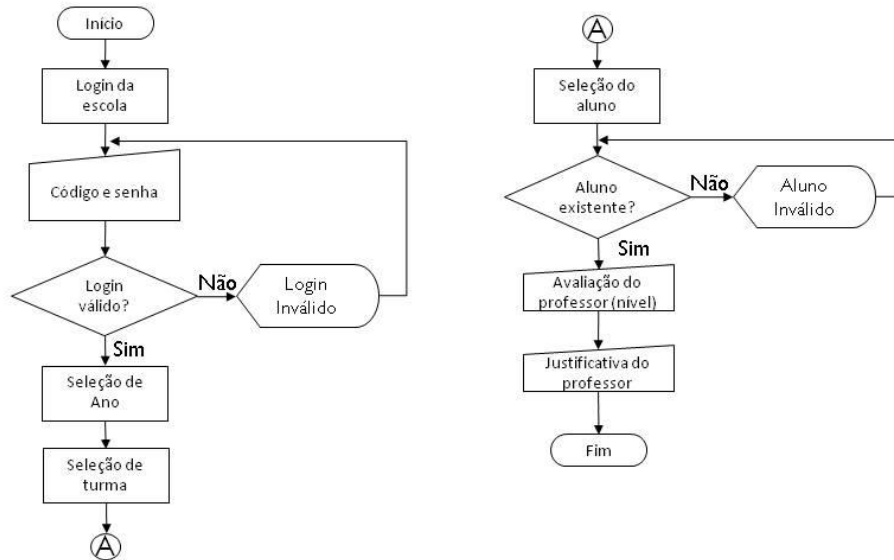 Início
Login da
escola
Código e senha
Login
válido?
Não
Login
Inválido
Sim
Seleção de
Ano
Seleção de
turma
A
A
Seleção do
aluno
Aluno
existente?
Não
Aluno
Inválido
Sim
Avaliação do
professor (nível)
Justificativa do
professor
Fim